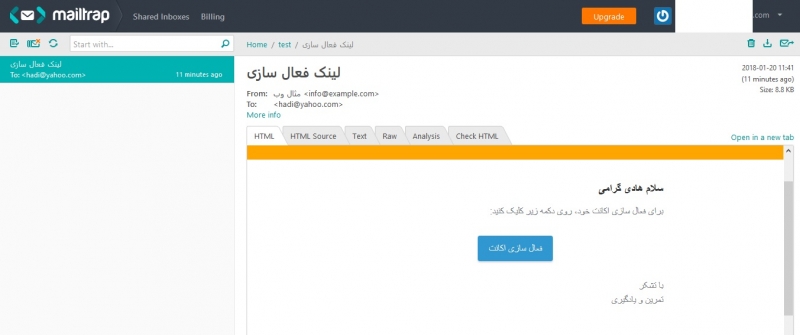 mailtrap Shared Inboxes Billing Upgrade .com
Start with...
Home / test / لینک فعال سازی
لینک فعال سازی
To: <hadi@yahoo.com> 11 minutes ago
لینک فعال سازی
2018-01-20 11:41
(11 minutes ago)
Size: 8.8 KB
From: مثال وب <info@example.com>
To: <hadi@yahoo.com>
More info
HTML HTML Source Text Raw Analysis Check HTML Open in a new tab
سلام هادی گرامی
برای فعال سازی اکانت خود، روی دکمه زیر کلیک کنید:
فعال سازی اکانت
با تشکر
تمرین و یادگیری